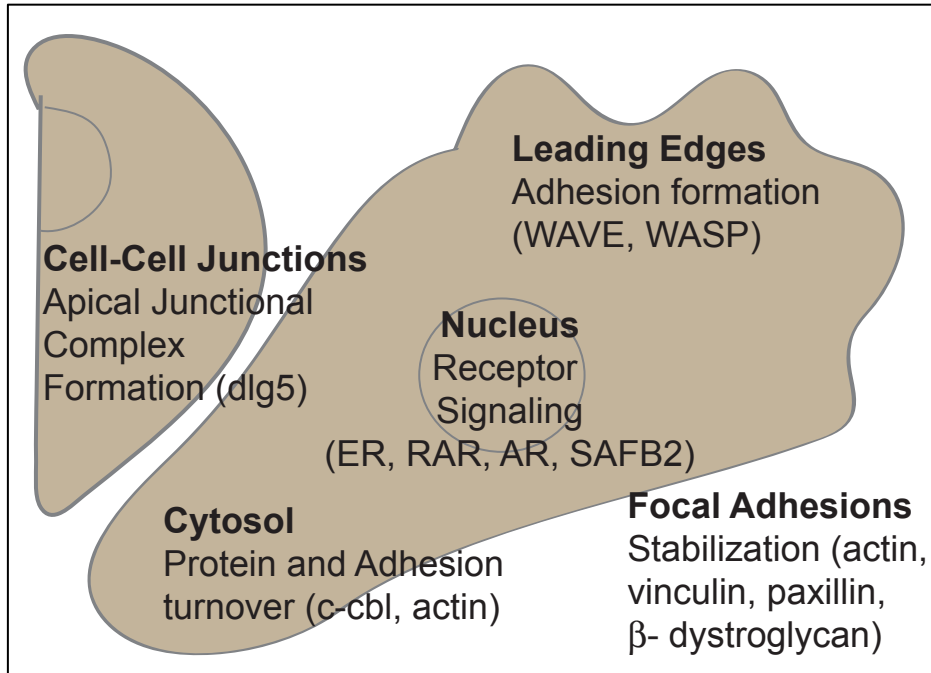 Leading Edges
Adhesion formation
(WAVE, WASP)
Cell-Cell Junctions
Apical Junctional
Complex
Formation (dlg5)
Nucleus
Receptor
Signaling
(ER, RAR, AR, SAFB2)
Cytosol
Protein and Adhesion
turnover (c-cbl, actin)
Focal Adhesions
Stabilization (actin,
vinculin, paxillin,
β- dystroglycan)